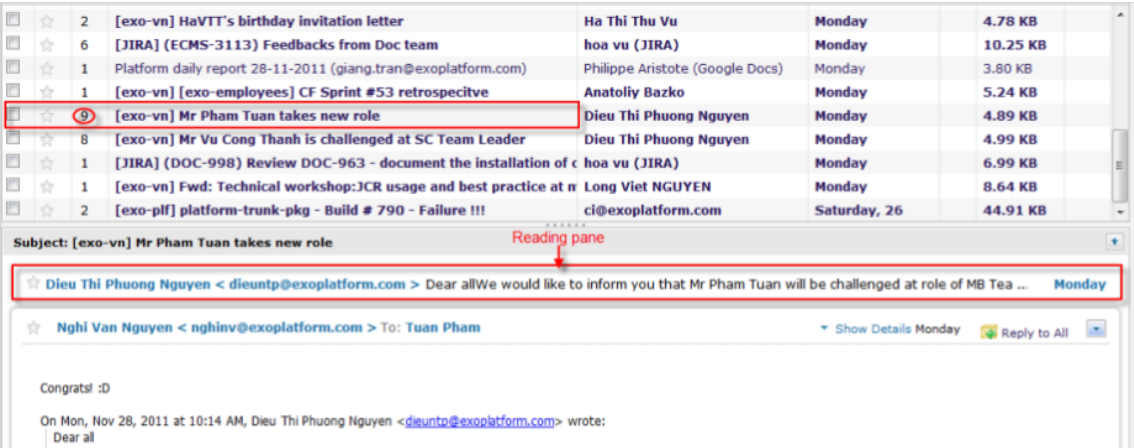 2 [exo-vn] HaVTT's birthday invitation letter Ha Thi Thu Vu Monday 4.78 KB
6 [JIRA] (ECMS-3113) Feedbacks from Doc team hoa vu (JIRA) Monday 10.25 KB
1 Platform daily report 28-11-2011 (giang.tran@exoplatform.com) Philippe Aristote (Google Docs) Monday 3.80 KB
1 [exo-vn] [exo-employees] CF Sprint #53 retrospecitve Anatoliy Bazko Monday 5.24 KB
9 [exo-vn] Mr Pham Tuan takes new role Dieu Thi Phuong Nguyen Monday 4.89 KB
8 [exo-vn] Mr Vu Cong Thanh is challenged at SC Team Leader Dieu Thi Phuong Nguyen Monday 4.99 KB
1 [JIRA] (DOC-998) Review DOC-963 - document the installation of c hoa vu (JIRA) Monday 6.99 KB
1 [exo-vn] Fwd: Technical workshop:JCR usage and best practice at Long Viet NGUYEN Monday 8.64 KB
2 [exo-plf] platform-trunk-pkg - Build # 790 - Failure !!! ci@exoplatform.com Saturday, 26 44.91 KB
Reading pane
Subject: [exo-vn] Mr Pham Tuan takes new role
Dieu Thi Phuong Nguyen < dieuntp@exoplatform.com > Dear allWe would like to inform you that Mr Pham Tuan will be challenged at role of MB Tea ... Monday
Nghi Van Nguyen < nghinv@exoplatform.com > To: Tuan Pham Show Details Monday Reply to All
Congrats! :D
On Mon, Nov 28, 2011 at 10:14 AM, Dieu Thi Phuong Nguyen <dieuntp@exoplatform.com> wrote:
Dear all